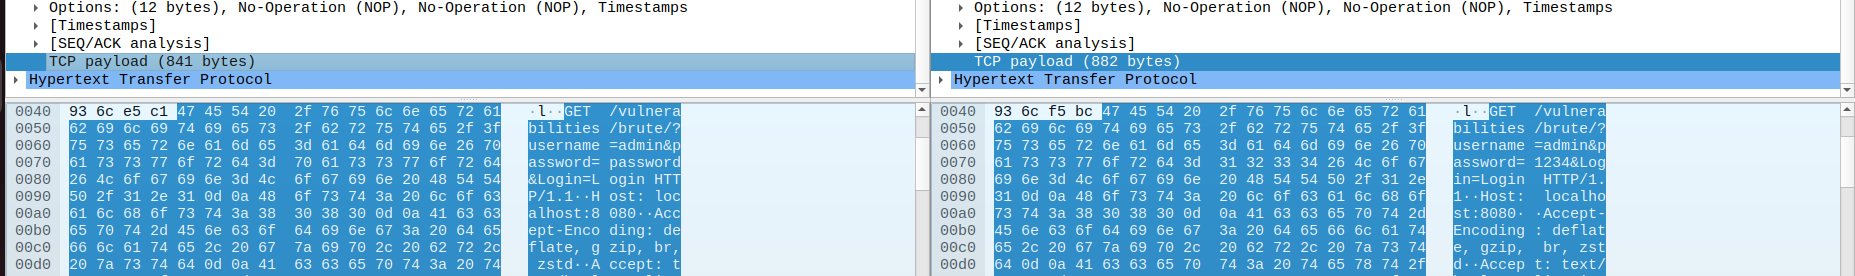 Options: (12 bytes), No-Operation (NOP), No-Operation (NOP), Timestamps
[Timestamps]
[SEQ/ACK analysis]
TCP payload (841 bytes)
Hypertext Transfer Protocol
0040 93 6c e5 c1 47 45 54 20 2f 76 75 6c 6e 65 72 61 ·l··GET /vulnera
0050 62 69 6c 69 74 69 65 73 2f 62 72 75 74 65 2f 3f bilities /brute/?
0060 75 73 65 72 6e 61 6d 65 3d 61 64 6d 69 6e 26 70 username =admin&p
0070 61 73 73 77 6f 72 64 3d 70 61 73 73 77 6f 72 64 assword= password
0080 26 4c 6f 67 69 6e 3d 4c 6f 67 69 6e 20 48 54 54 &Login=L ogin HTT
0090 50 2f 31 2e 31 0d 0a 48 6f 73 74 3a 20 6c 6f 63 P/1.1··H ost: loc
00a0 61 6c 68 6f 73 74 3a 38 30 38 30 0d 0a 41 63 63 alhost:8 080··Acc
00b0 65 70 74 2d 45 6e 63 6f 64 69 6e 67 3a 20 64 65 ept-Enco ding: de
00c0 66 6c 61 74 65 2c 20 67 7a 69 70 2c 20 62 72 2c flate, g zip, br,
00d0 20 7a 73 74 64 0d 0a 41 63 63 65 70 74 3a 20 74 zstd··A ccept: t
Options: (12 bytes), No-Operation (NOP), No-Operation (NOP), Timestamps
[Timestamps]
[SEQ/ACK analysis]
TCP payload (882 bytes)
Hypertext Transfer Protocol
0040 93 6c f5 bc 47 45 54 20 2f 76 75 6c 6e 65 72 61 ·l··GET /vulnera
0050 62 69 6c 69 74 69 65 73 2f 62 72 75 74 65 2f 3f bilities /brute/?
0060 75 73 65 72 6e 61 6d 65 3d 61 64 6d 69 6e 26 70 username =admin&p
0070 61 73 73 77 6f 72 64 3d 31 32 33 34 26 4c 6f 67 assword= 1234&Log
0080 69 6e 3d 4c 6f 67 69 6e 20 48 54 54 50 2f 31 2e in=Login HTTP/1.
0090 31 0d 0a 48 6f 73 74 3a 20 6c 6f 63 61 6c 68 6f 1··Host: localho
00a0 73 74 3a 38 30 38 30 0d 0a 41 63 63 65 70 74 2d st:8080· ·Accept-
00b0 45 6e 63 6f 64 69 6e 67 3a 20 64 65 66 6c 61 74 Encoding : deflat
00c0 65 2c 20 67 7a 69 70 2c 20 62 72 2c 20 7a 73 74 e, gzip, br, zst
00d0 64 0d 0a 41 63 63 65 70 74 3a 20 74 65 78 74 2f d··Accep t: text/